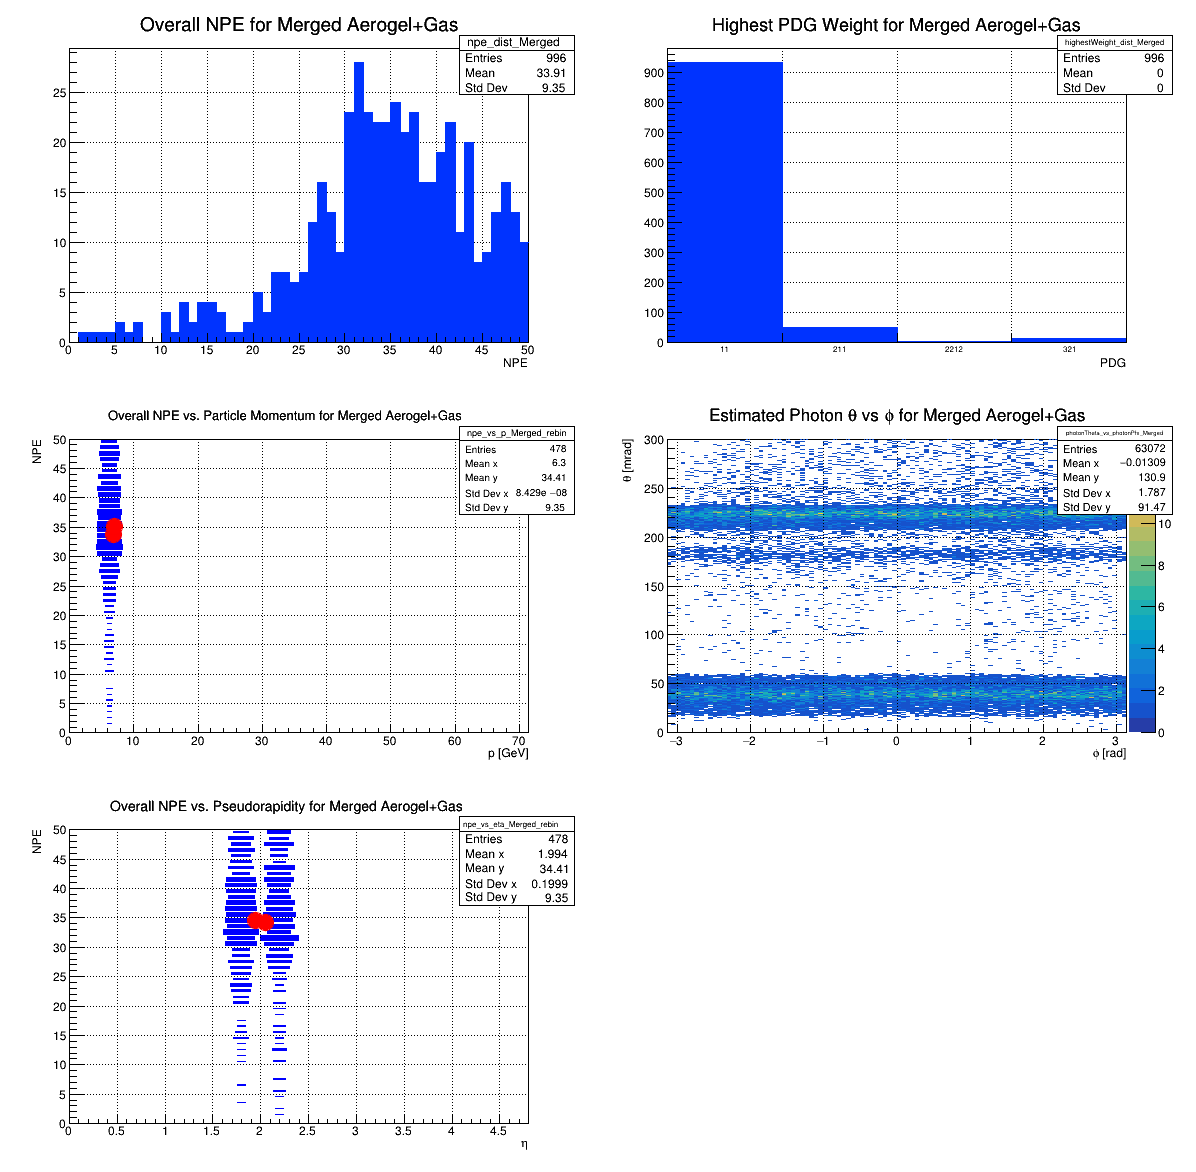 Overall NPE for Merged Aerogel+Gas
npe_dist_Merged
Entries 996
Mean 33.91
Std Dev 9.35
25
20
15
10
5
0
0 5 10 15 20 25 30 35 40 45 50
NPE
Highest PDG Weight for Merged Aerogel+Gas
highestWeight_dist_Merged
Entries 996
Mean 0
Std Dev 0
900
800
700
600
500
400
300
200
100
0
11 211 2212 321
PDG
Overall NPE vs. Particle Momentum for Merged Aerogel+Gas
NPE
npe_vs_p_Merged_rebin
Entries 478
Mean x 6.3
Mean y 34.41
Std Dev x 8.429e −08
Std Dev y 9.35
50
45
40
35
30
25
20
15
10
5
0
0 10 20 30 40 50 60 70
p [GeV]
Estimated Photon θ vs ϕ for Merged Aerogel+Gas
θ [mrad]
photonTheta_vs_photonPhi_Merged
Entries 63072
Mean x −0.01309
Mean y 130.9
Std Dev x 1.787
Std Dev y 91.47
300
250
200
150
100
50
0
−3 −2 −1 0 1 2 3
ϕ [rad]
10
8
6
4
2
0
Overall NPE vs. Pseudorapidity for Merged Aerogel+Gas
NPE
npe_vs_eta_Merged_rebin
Entries 478
Mean x 1.994
Mean y 34.41
Std Dev x 0.1999
Std Dev y 9.35
50
45
40
35
30
25
20
15
10
5
0
0 0.5 1 1.5 2 2.5 3 3.5 4 4.5
η